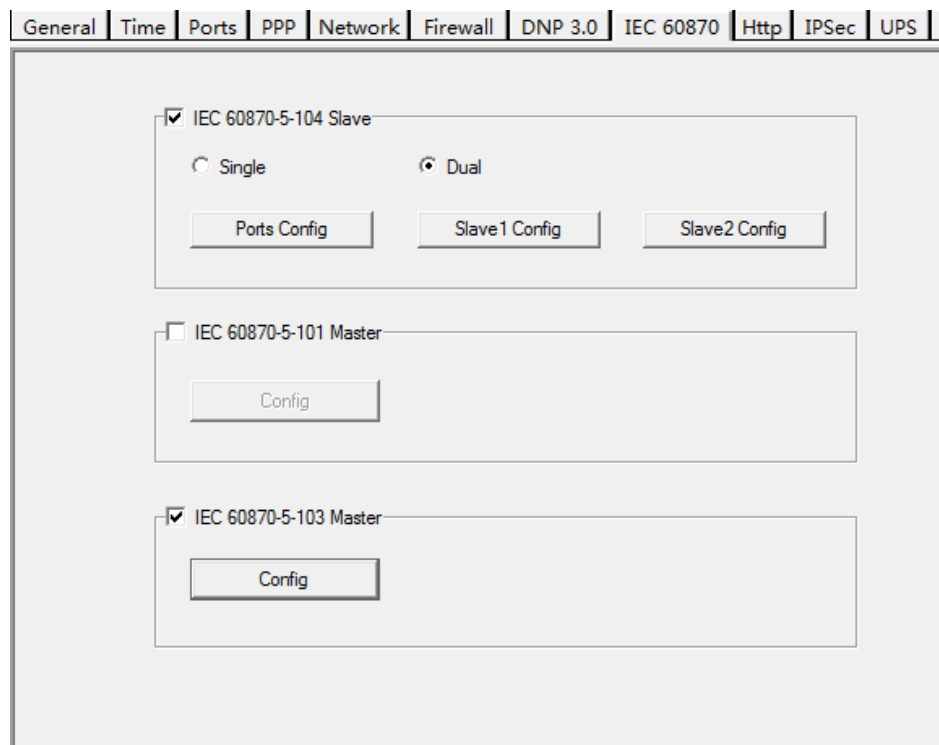 General Time Ports PPP Network Firewall DNP 3.0 IEC 60870 Http IPSec UPS
IEC 60870-5-104 Slave
Single Dual
Ports Config Slave1 Config Slave2 Config
IEC 60870-5-101 Master
Config
IEC 60870-5-103 Master
Config